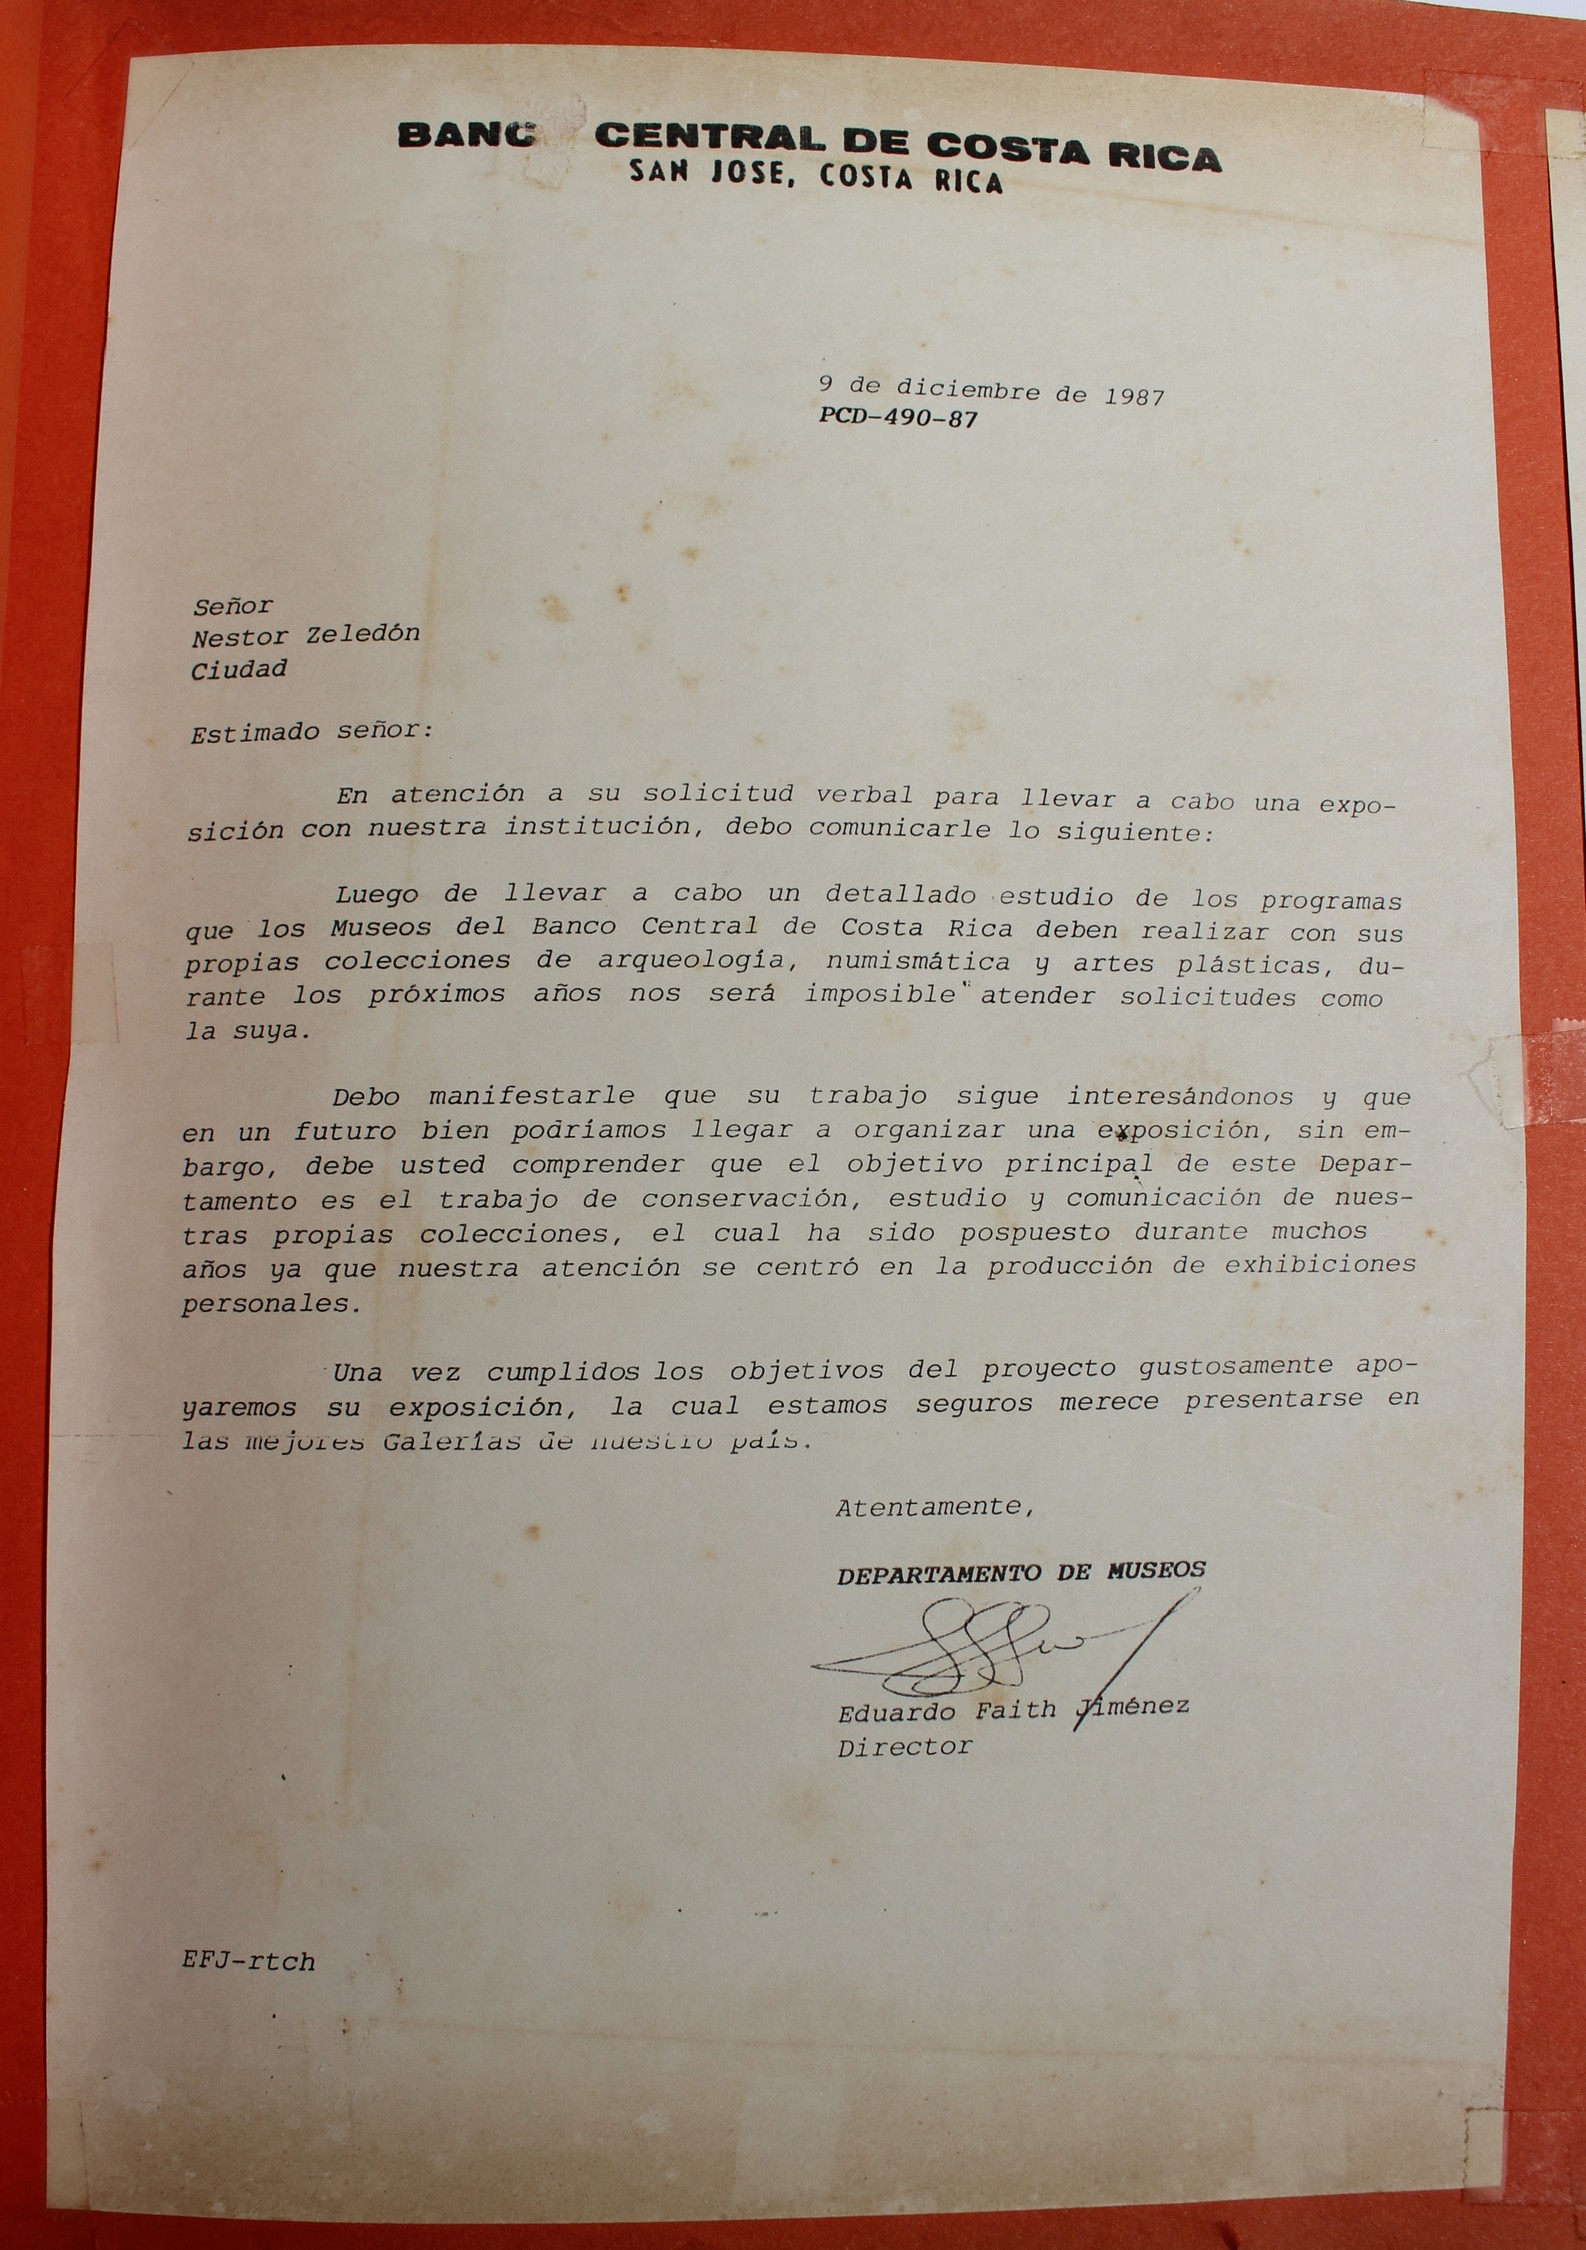 BANC CENTRAL DE COSTA RICA
SAN JOSE, COSTA RICA
9 de diciembre de 1987
PCD-490-87
Señor
Nestor Zeledón
Ciudad
Estimado señor:
En atención a su solicitud verbal para llevar a cabo una expo-
sición con nuestra institución, debo comunicarle lo siguiente:
Luego de llevar a cabo un detallado estudio de los programas
que los Museos del Banco Central de Costa Rica deben realizar con sus
propias colecciones de arqueología, numismática y artes plásticas, du-
rante los próximos años nos será imposible atender solicitudes como
la suya.
Debo manifestarle que su trabajo sigue interesándonos y que
en un futuro bien podríamos llegar a organizar una exposición, sin em-
bargo, debe usted comprender que el objetivo principal de este Depar-
tamento es el trabajo de conservación, estudio y comunicación de nues-
tras propias colecciones, el cual ha sido pospuesto durante muchos
años ya que nuestra atención se centró en la producción de exhibiciones
personales.
Una vez cumplidos los objetivos del proyecto gustosamente apo-
yaremos su exposición, la cual estamos seguros merece presentarse en
las mejores Galerías de nuestro país.
Atentamente,
DEPARTAMENTO DE MUSEOS
Eduardo Faith Jiménez
Director
EFJ-rtch